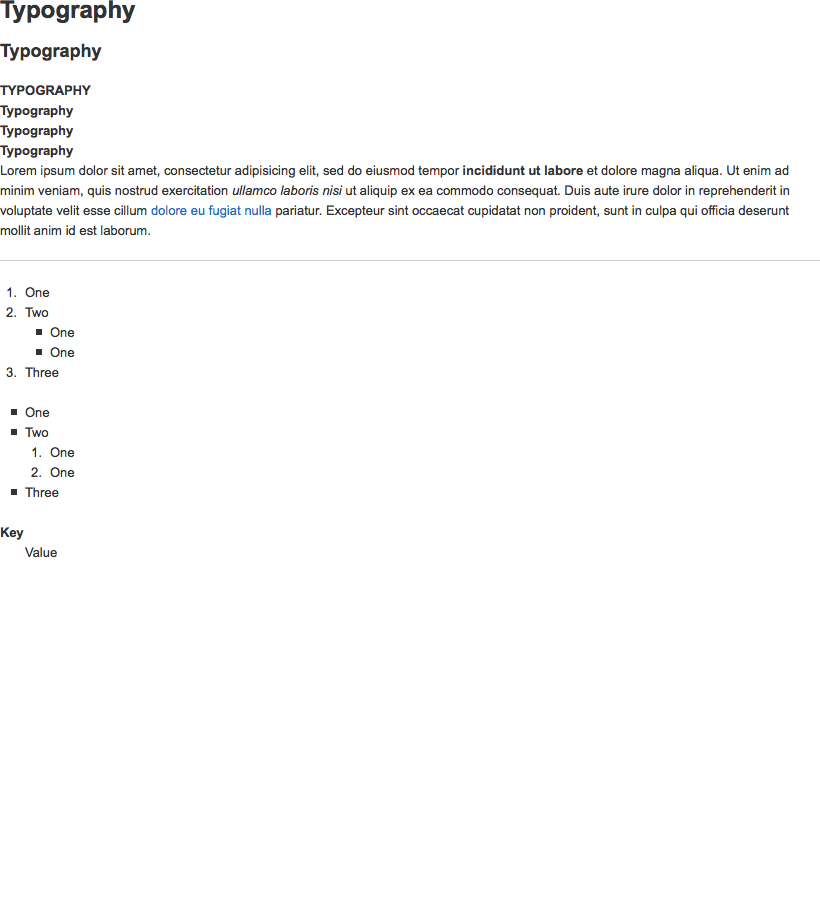 Typography
Typography
TYPOGRAPHY
Typography
Typography
Typography
Lorem ipsum dolor sit amet, consectetur adipisicing elit, sed do eiusmod tempor incididunt ut labore et dolore magna aliqua. Ut enim ad
minim veniam, quis nostrud exercitation ullamco laboris nisi ut aliquip ex ea commodo consequat. Duis aute irure dolor in reprehenderit in
voluptate velit esse cillum dolore eu fugiat nulla pariatur. Excepteur sint occaecat cupidatat non proident, sunt in culpa qui officia deserunt
mollit anim id est laborum.
1. One
2. Two
■ One
■ One
3. Three
■ One
■ Two
1. One
2. One
■ Three
Key
Value